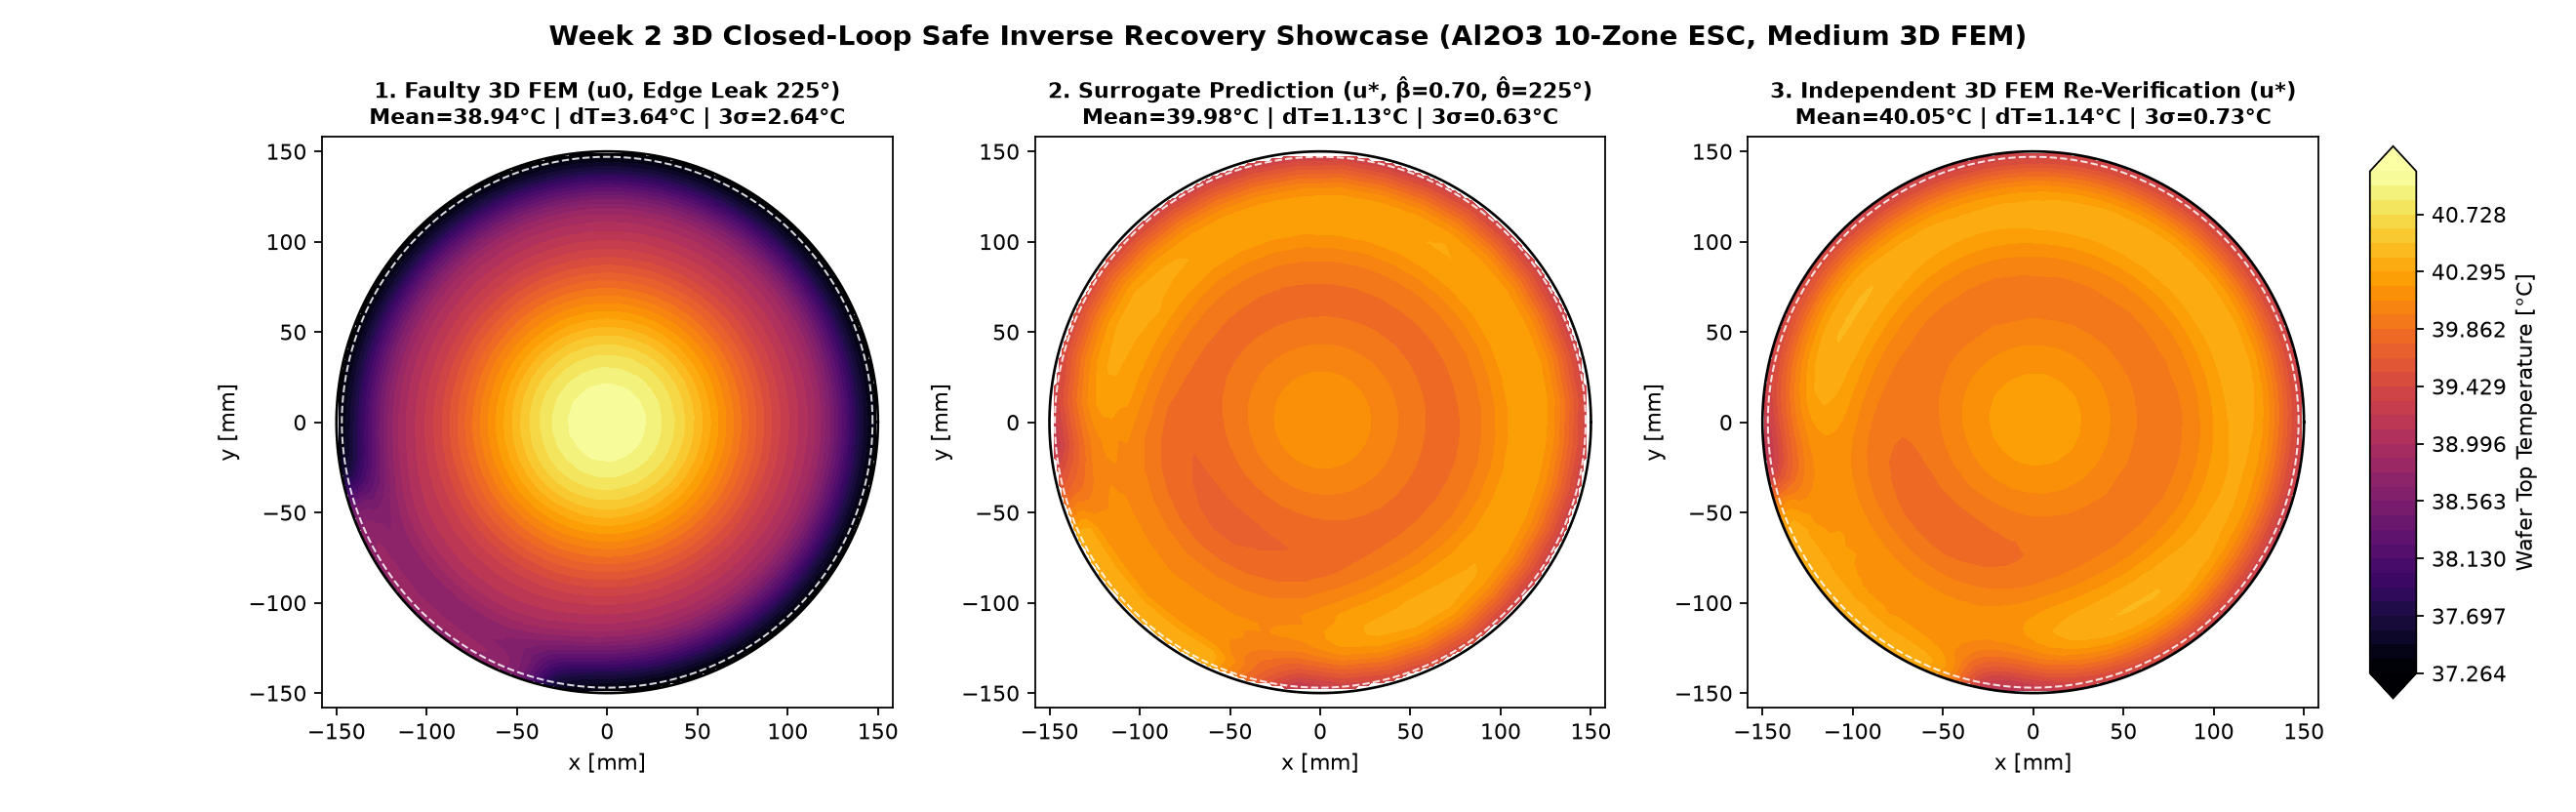 Week 2 3D Closed-Loop Safe Inverse Recovery Showcase (Al2O3 10-Zone ESC, Medium 3D FEM)
1. Faulty 3D FEM (u0, Edge Leak 225°)
Mean=38.94°C | dT=3.64°C | 3σ=2.64°C
150
100
50
0
−50
−100
−150
y [mm]
−150 −100 −50 0 50 100 150
x [mm]
2. Surrogate Prediction (u*, β̂=0.70, θ̂=225°)
Mean=39.98°C | dT=1.13°C | 3σ=0.63°C
150
100
50
0
−50
−100
−150
y [mm]
−150 −100 −50 0 50 100 150
x [mm]
3. Independent 3D FEM Re-Verification (u*)
Mean=40.05°C | dT=1.14°C | 3σ=0.73°C
150
100
50
0
−50
−100
−150
y [mm]
−150 −100 −50 0 50 100 150
x [mm]
40.728
40.295
39.862
39.429
38.996
38.563
38.130
37.697
37.264
Wafer Top Temperature [°C]